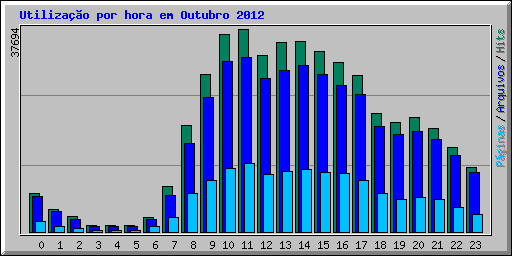 Utilização por hora em Outubro 2012
37694
Páginas / Arquivos / Hits
0 1 2 3 4 5 6 7 8 9 10 11 12 13 14 15 16 17 18 19 20 21 22 23